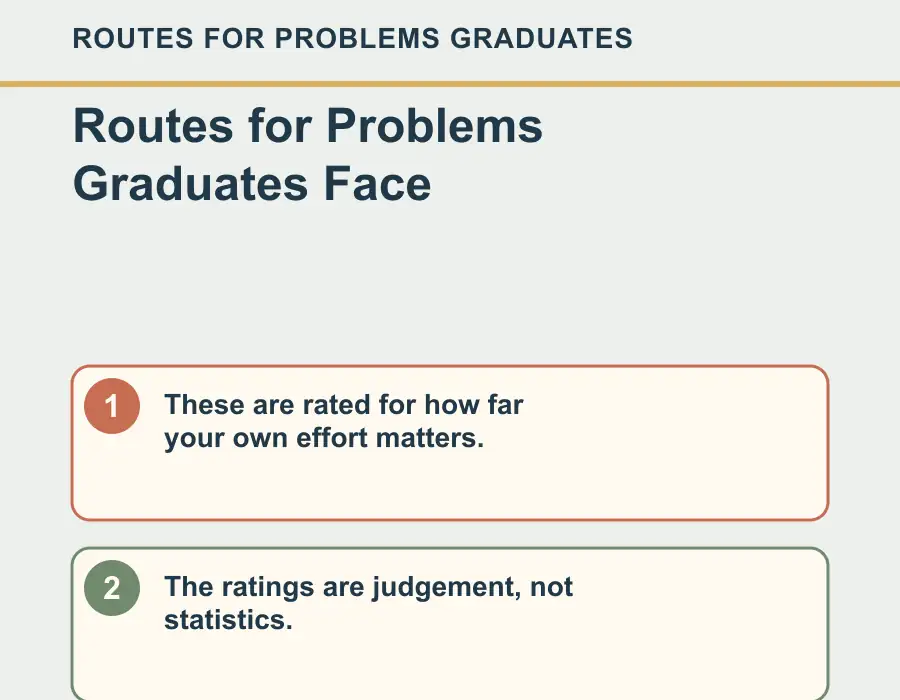 ROUTES FOR PROBLEMS GRADUATES
Routes for Problems
Graduates Face
1
These are rated for how far
your own effort matters.
2
The ratings are judgement, not
statistics.